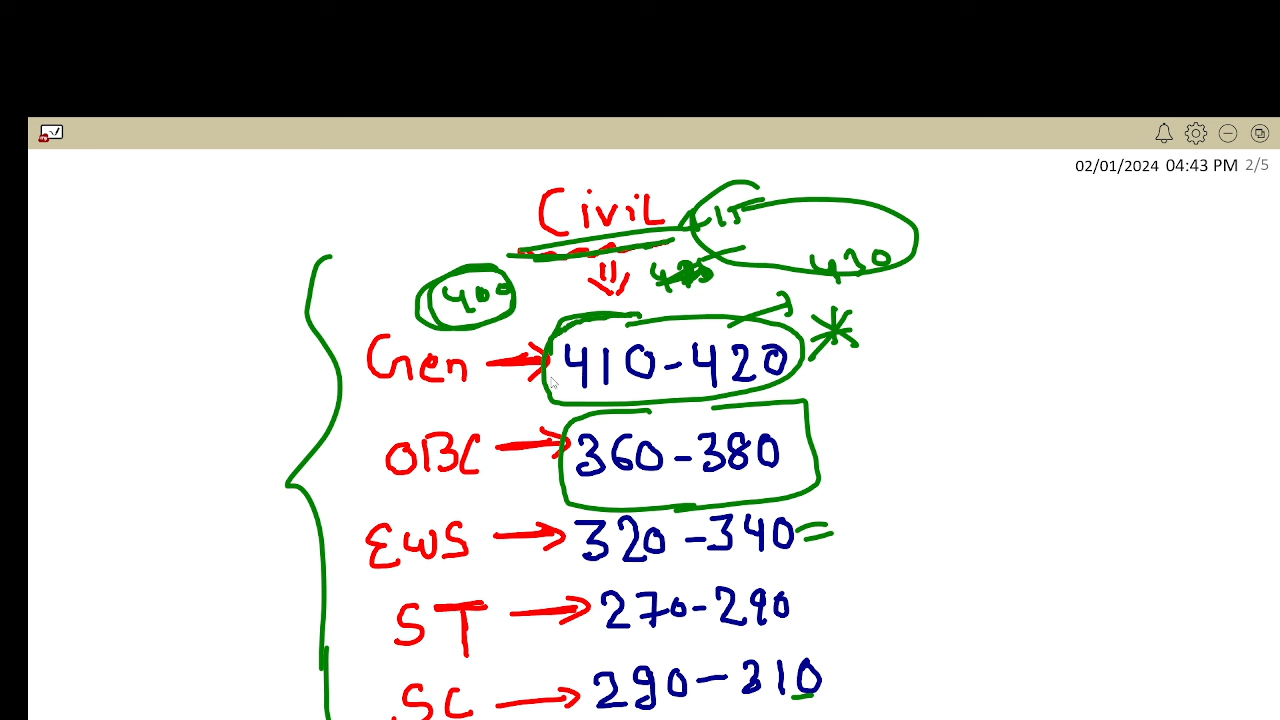 02/01/2024 04:43 PM 2/5
Civil
415
430
400
Gen → 410-420
OBC → 360-380
EWS → 320-340
ST → 270-290
SC → 290-310